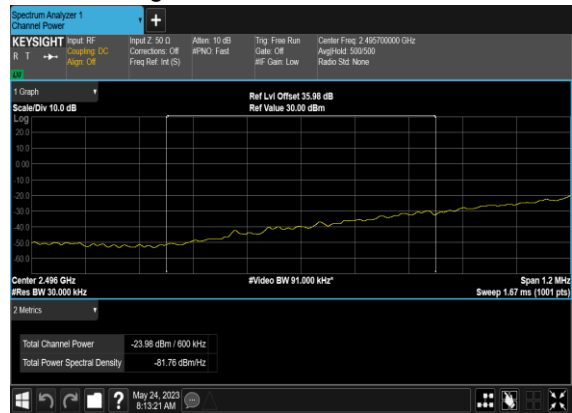 Spectrum Analyzer 1
Channel Power
+
KEYSIGHT Input: RF Input Z: 50 Ω Atten: 10 dB Trig: Free Run Center Freq: 2.495700000 GHz
R T Coupling: DC Corrections: Off #PNO: Fast Gate: Off Avg|Hold: 500/500
Align: Off Freq Ref: Int (S) #IF Gain: Low Radio Std: None
1 Graph
Ref Lvl Offset 35.98 dB
Scale/Div 10.0 dB Ref Value 30.00 dBm
Log
20.0
10.0
0.00
-10.0
-20.0
-30.0
-40.0
-50.0
-60.0
Center 2.496 GHz #Video BW 91.000 kHz* Span 1.2 MHz
#Res BW 30.000 kHz Sweep 1.67 ms (1001 pts)
2 Metrics
Total Channel Power -23.98 dBm / 600 kHz
Total Power Spectral Density -81.76 dBm/Hz
? May 24, 2023
8:13:21 AM